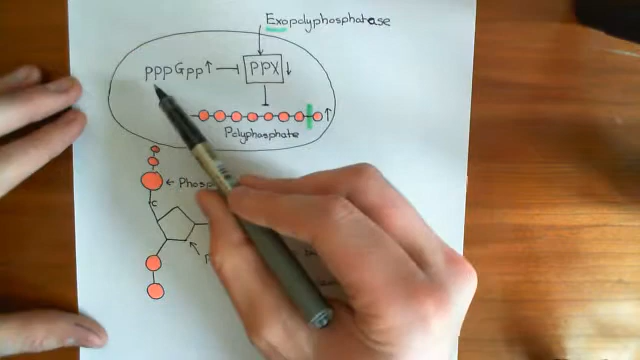 Exopolyphosphatase
pppGpp↑ PPX ↓
↑
Polyphosphate
← Phosp
C